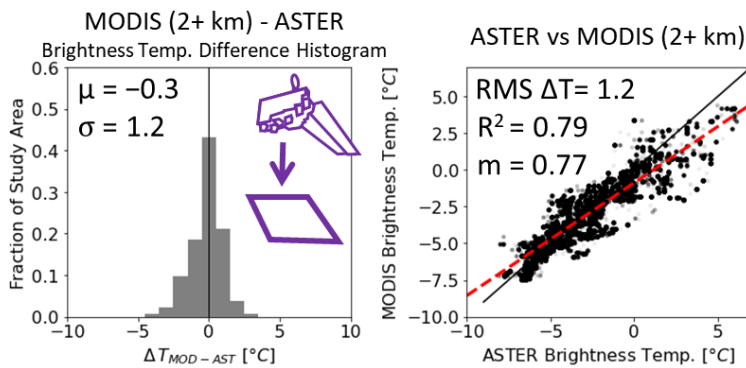 MODIS (2+ km) - ASTER
Brightness Temp. Difference Histogram
μ = −0.3
σ = 1.2
Fraction of Study Area
0.6
0.5
0.4
0.3
0.2
0.1
0.0
−10
−5
0
5
10
ΔT MOD−AST [°C]
ASTER vs MODIS (2+ km)
RMS ΔT= 1.2
R² = 0.79
m = 0.77
MODIS Brightness Temp. [°C]
5.0
2.5
0.0
−2.5
−5.0
−7.5
−10.0
−10
−5
0
5
ASTER Brightness Temp. [°C]